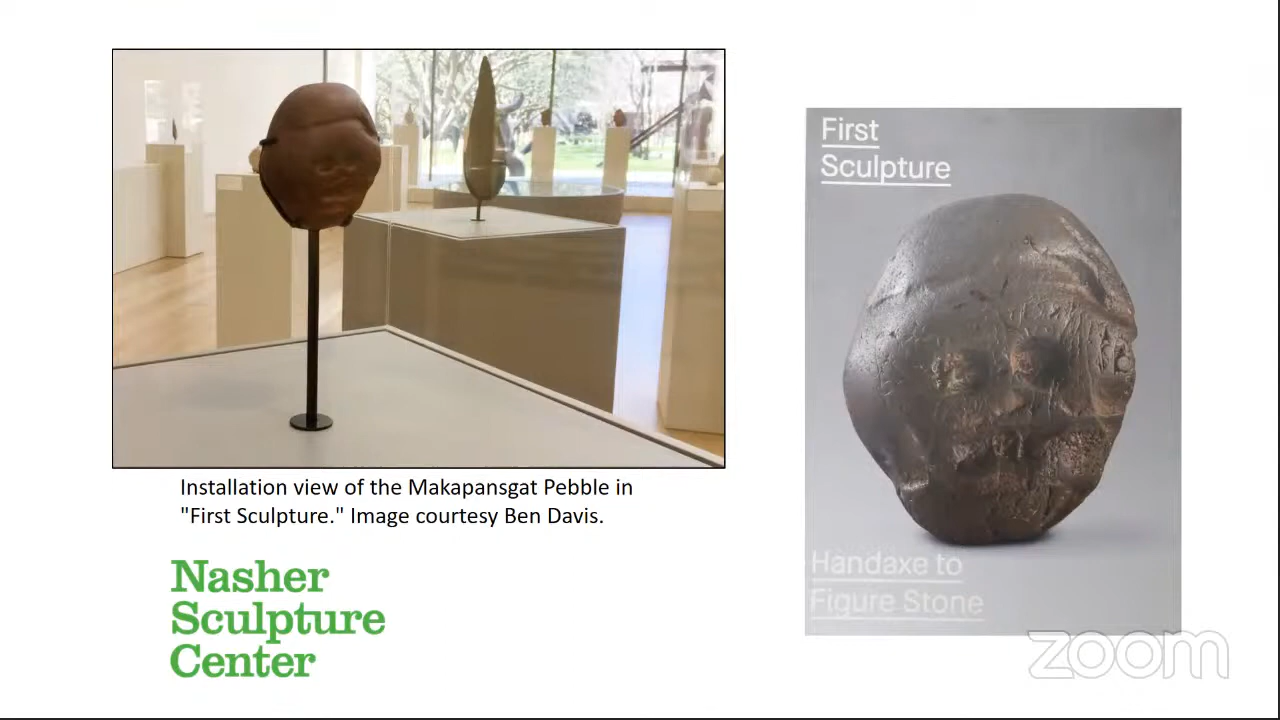 Installation view of the Makapansgat Pebble in
"First Sculpture." Image courtesy Ben Davis.
Nasher
Sculpture
Center
First
Sculpture
Handaxe to
Figure Stone
zoom